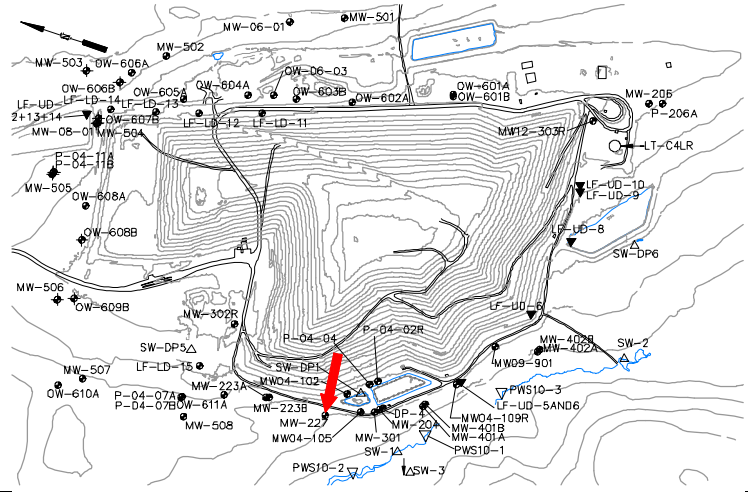 MW-501
MW-06-01
MW-502
MW-503
OW-606A
OW-606B
OW-06-03
OW-604A
OW-605A
OW-603B
OW-602A
OW-601A
OW-601B
MW-206
P-206A
LF-UD-
LF-LD-14
LF-LD-13
2+13+14
OW-607B
LF-LD-12
LF-LD-11
MW-08-01
MW-504
MW12-303R
LT-C4LR
P-04-11A
P-04-11B
MW-505
LF-UD-10
LF-UD-9
OW-608A
LF-UD-8
OW-608B
SW-DP6
MW-506
OW-609B
LF-UD-6
MW-302R
P-04-04
P-04-02R
MW-402B
MW-402A
SW-2
SW-DP5
LF-LD-15
SW-DP1
MW09-901
MW-507
MW04-102
OW-610A
MW-223A
PWS10-3
P-04-07A
P-04-07B
OW-611A
MW-223B
LF-UD-5AND6
DP-4
MW04-109R
MW-508
MW-227
MW-204
MW-401B
MW-401A
MW04-105
MW-301
SW-1
PWS10-1
PWS10-2
SW-3